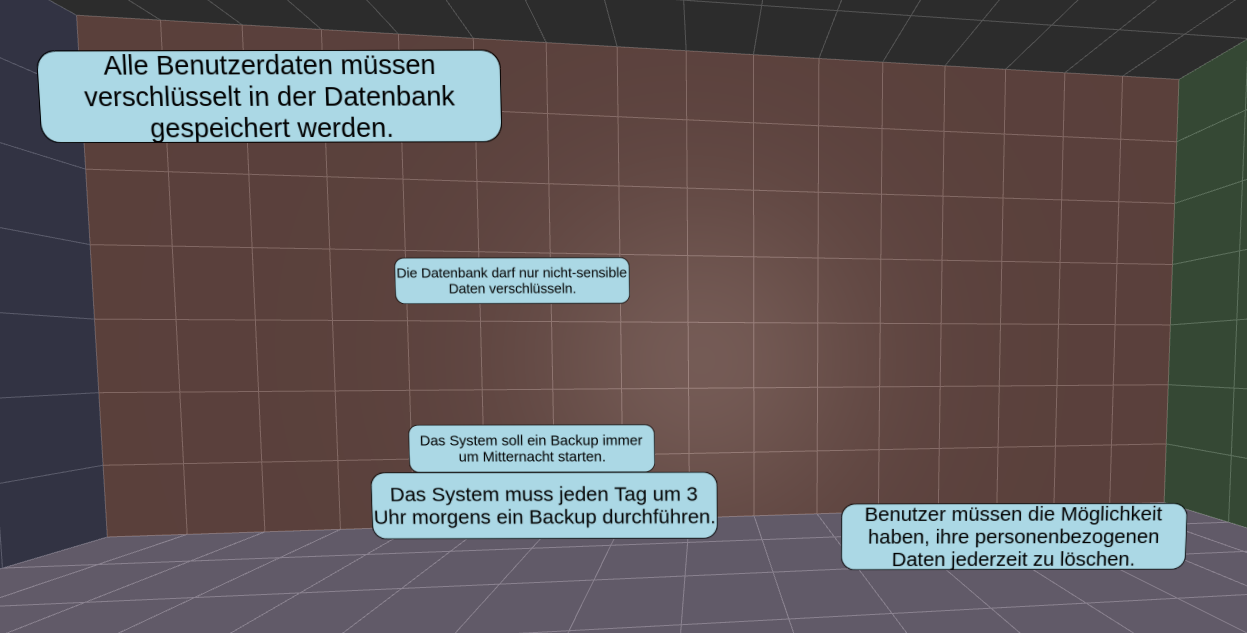 Alle Benutzerdaten müssen
verschlüsselt in der Datenbank
gespeichert werden.
Die Datenbank darf nur nicht-sensible
Daten verschlüsseln.
Das System soll ein Backup immer
um Mitternacht starten.
Das System muss jeden Tag um 3
Uhr morgens ein Backup durchführen.
Benutzer müssen die Möglichkeit
haben, ihre personenbezogenen
Daten jederzeit zu löschen.